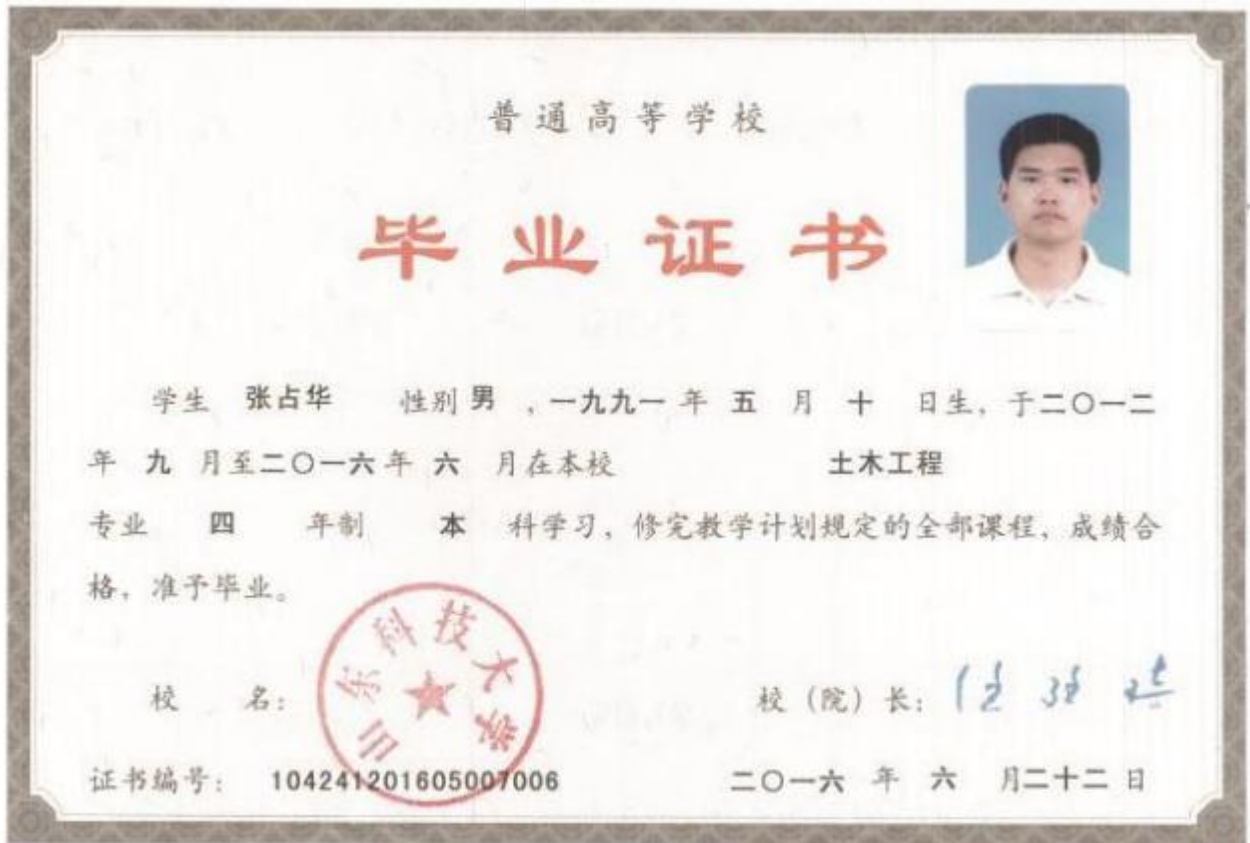 普通高等学校
毕业证书
学生 张占华 性别 男 ,一九九一 年 五 月 十 日生, 于二〇一二
年 九 月至二〇一六年 六 月在本校 土木工程
专业 四 年制 本 科学习, 修完教学计划规定的全部课程, 成绩合
格, 准予毕业。
山东科技大学
校 名: 校 (院) 长:
证书编号: 104241201605007006 二〇一六 年 六 月二十二 日